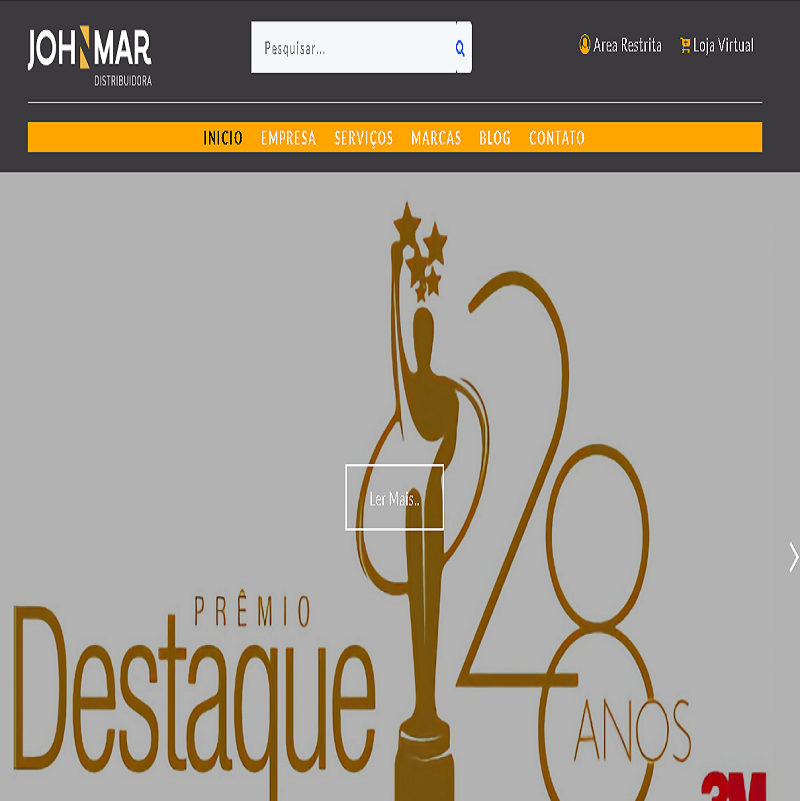 JOHNMAR
DISTRIBUIDORA
Pesquisar...
Area Restrita
Loja Virtual
INICIO EMPRESA SERVIÇOS MARCAS BLOG CONTATO
28
Ler Mais..
PRÊMIO
Destaque
ANOS
3M